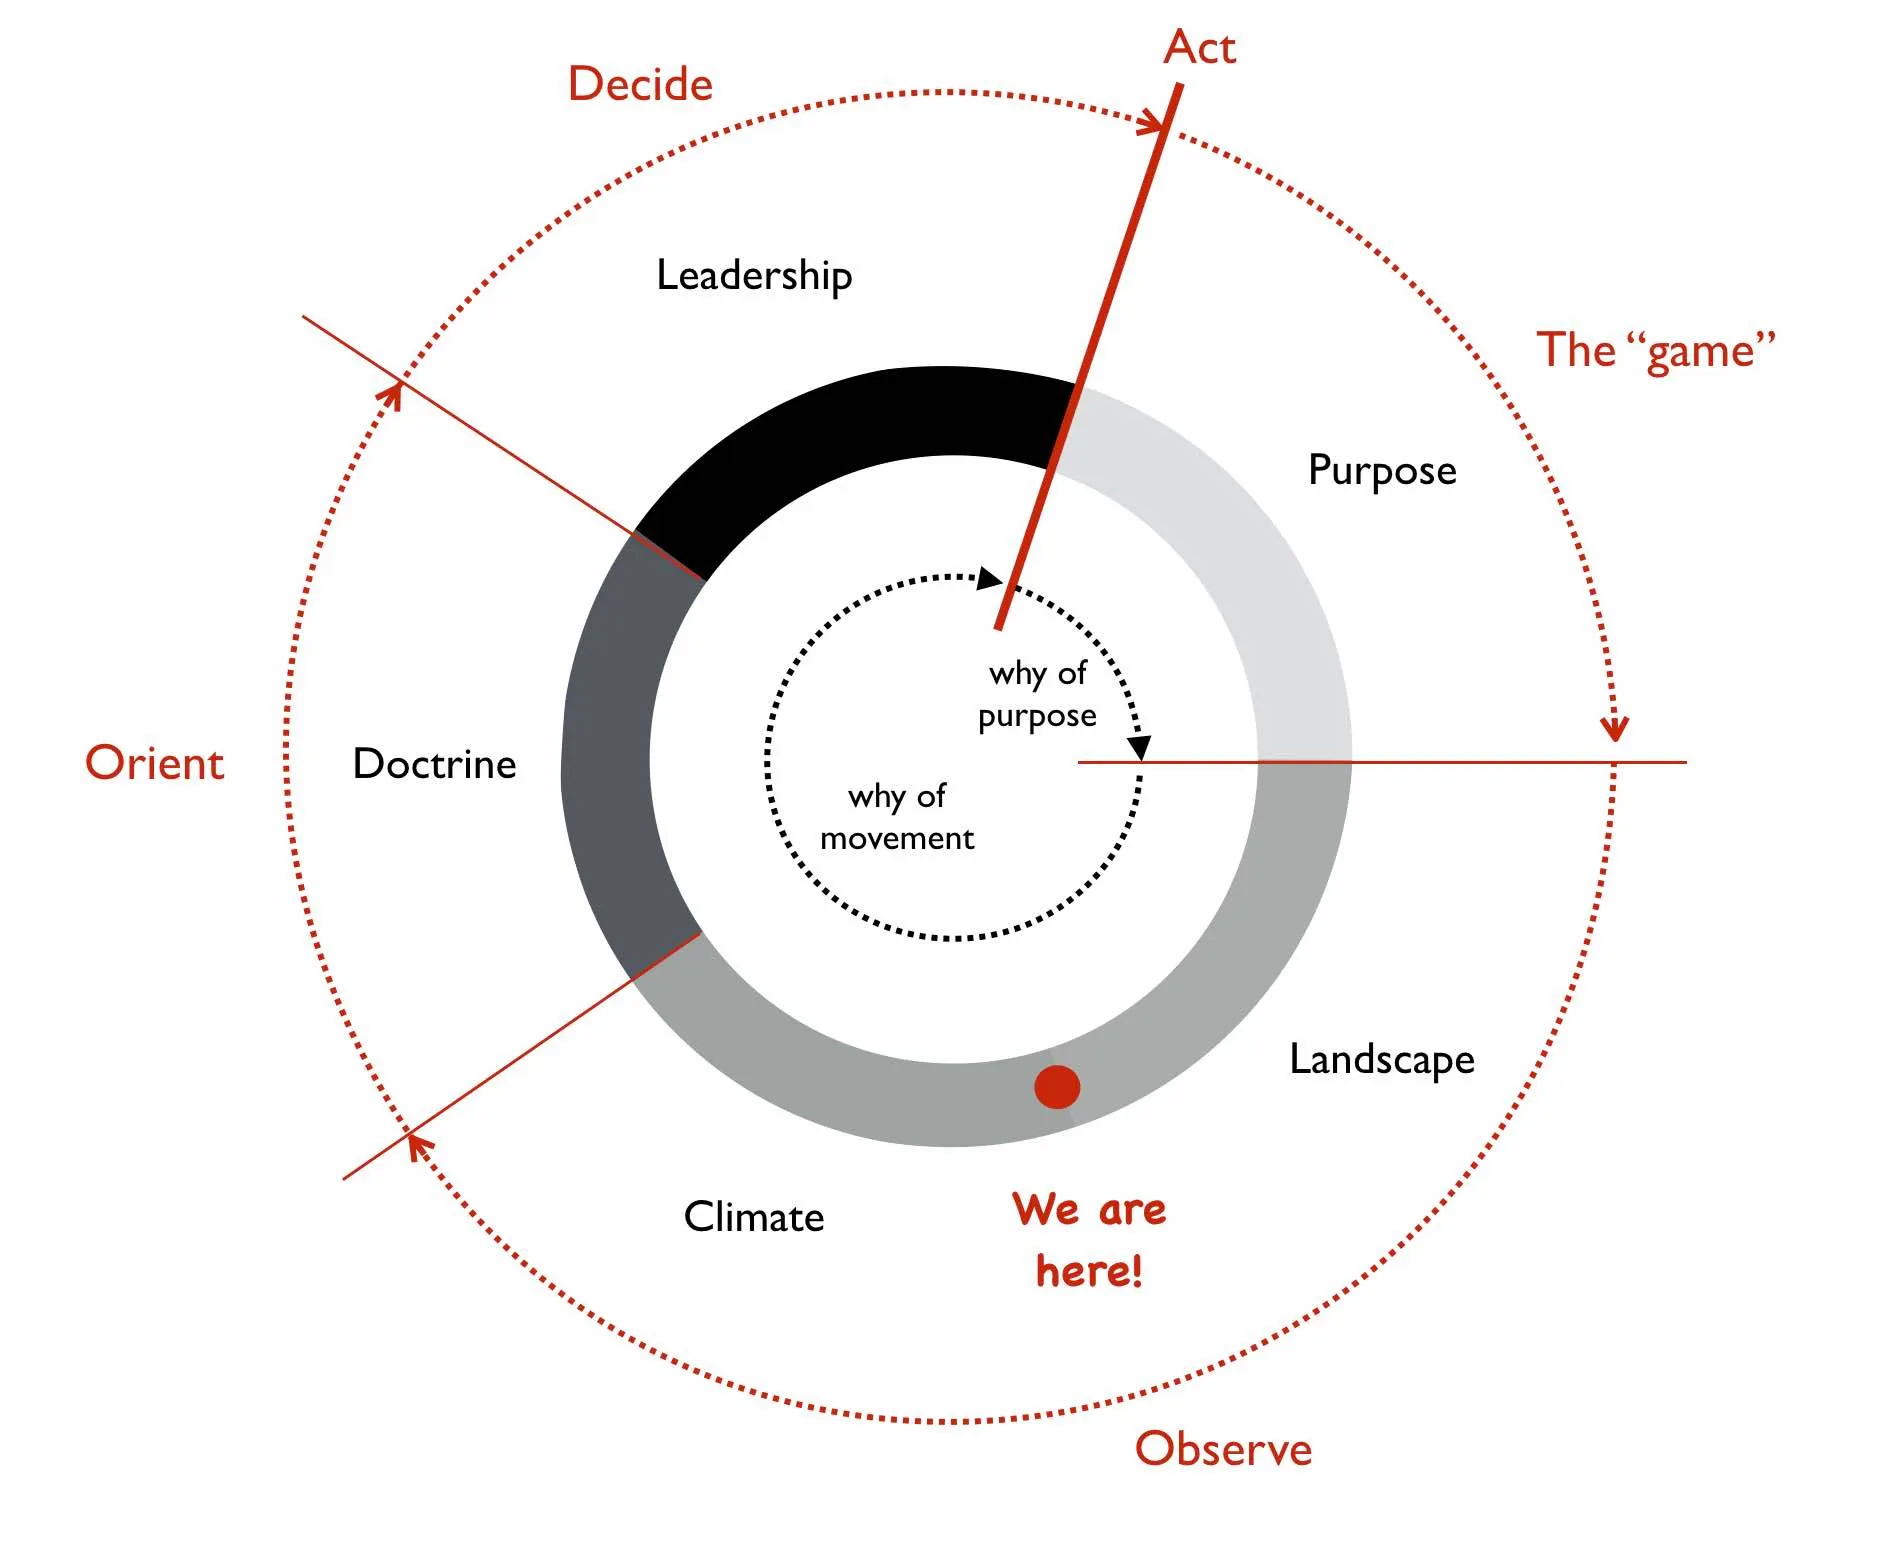 Act
Decide
Leadership
The “game”
Purpose
why of
purpose
Orient
Doctrine
why of
movement
Landscape
Climate
We are
here!
Observe